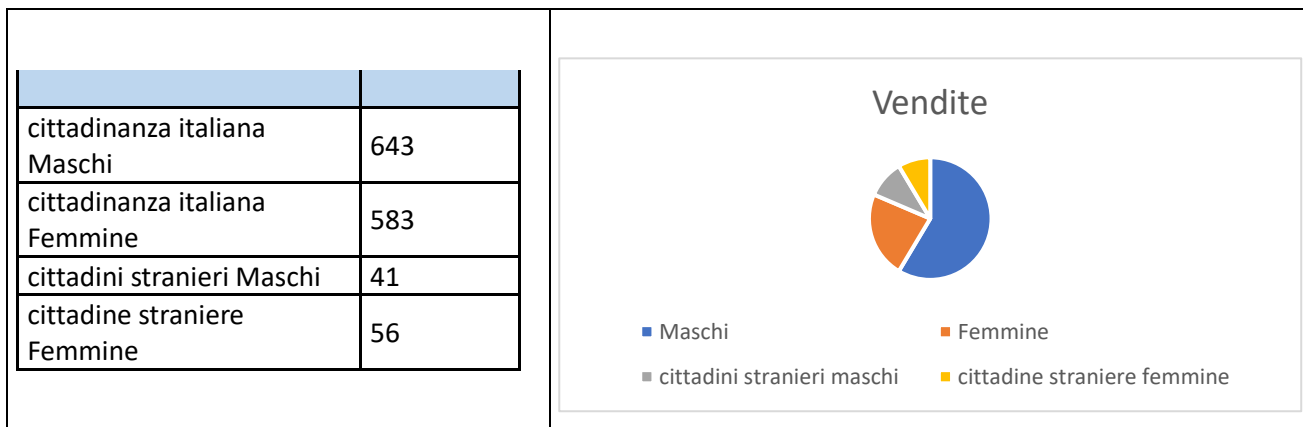 cittadinanza italiana
Maschi
643
cittadinanza italiana
Femmine
583
cittadini stranieri Maschi
41
cittadine straniere
Femmine
56
Vendite
Maschi
Femmine
cittadini stranieri maschi
cittadine straniere femmine